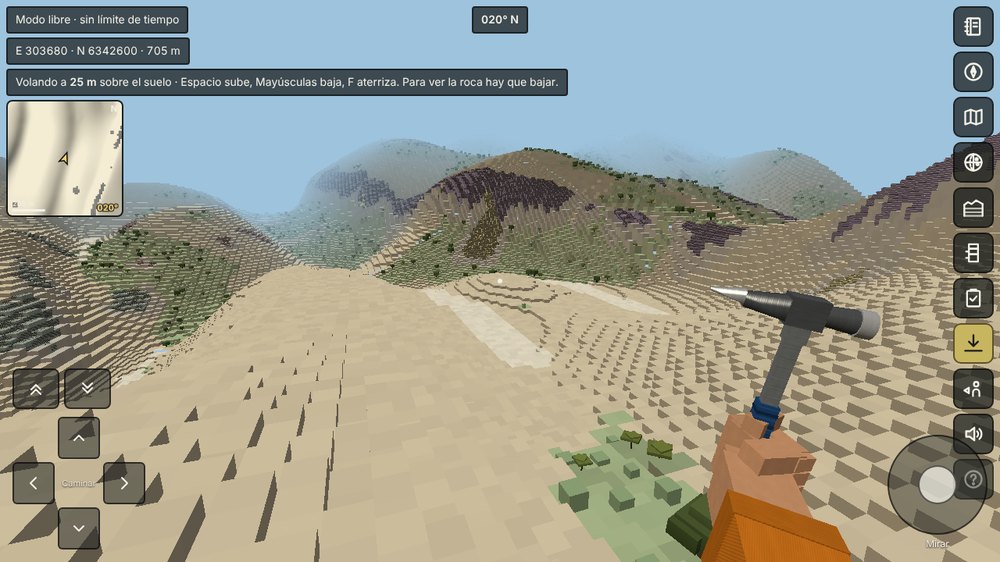 Modo libre · sin límite de tiempo
020° N
E 303680 · N 6342600 · 705 m
Volando a 25 m sobre el suelo · Espacio sube, Mayúsculas baja, F aterriza. Para ver la roca hay que bajar.
020°
Caminar
Mirar
?